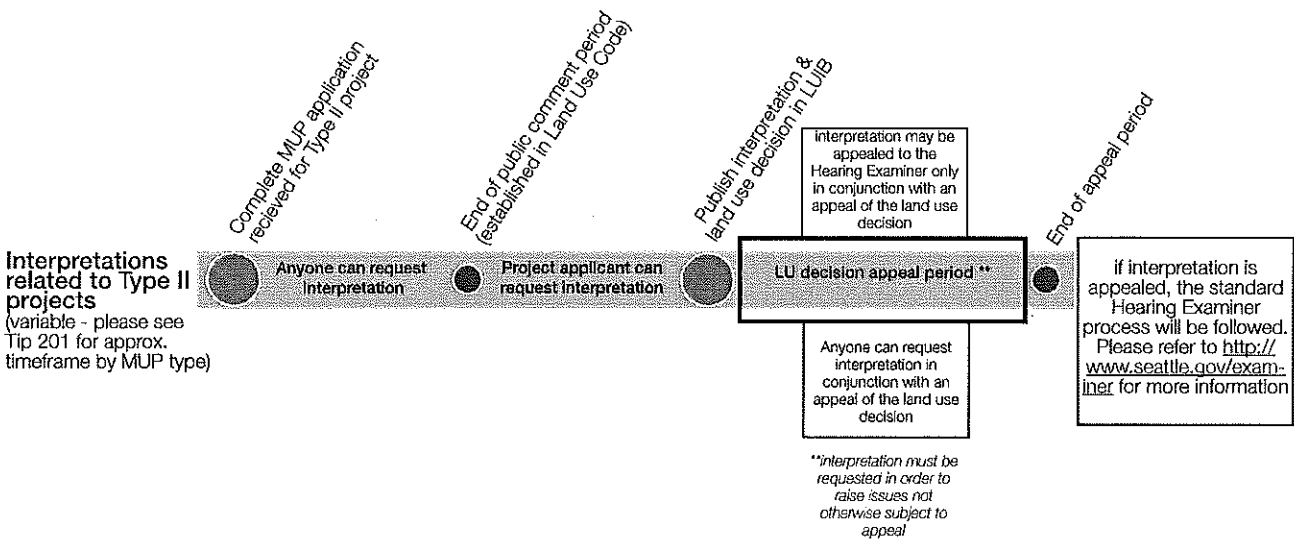 Complete MUP application
recieved for Type II project
End of public comment period
(established in Land Use Code)
Publish interpretation &
land use decision in LUIB
interpretation may be
appealed to the
Hearing Examiner only
in conjunction with an
appeal of the land use
decision
End of appeal period
Interpretations
related to Type II
projects
(variable - please see
Tip 201 for approx.
timeframe by MUP type)
Anyone can request
interpretation
Project applicant can
request interpretation
LU decision appeal period **
if interpretation is
appealed, the standard
Hearing Examiner
process will be followed.
Please refer to http://
www.seattle.gov/exam-
iner for more information
Anyone can request
interpretation in
conjunction with an
appeal of the land use
decision
**interpretation must be
requested in order to
raise issues not
otherwise subject to
appeal